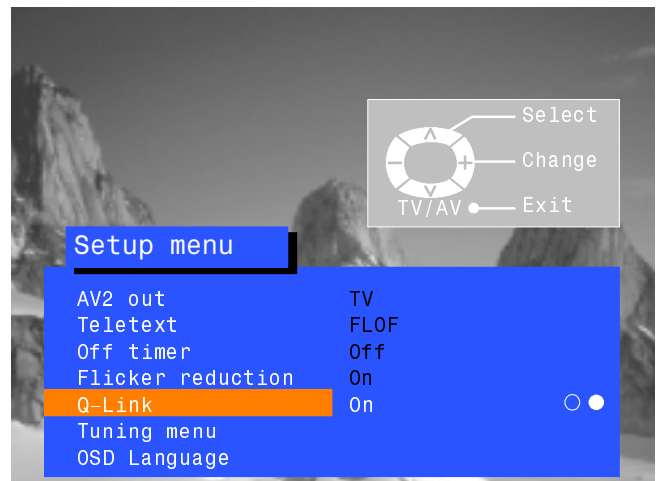 Select
Change
TV/AV Exit
Setup menu
AV2 out TV
Teletext FLOF
Off timer Off
Flicker reduction On
Q-Link On
Tuning menu
OSD Language